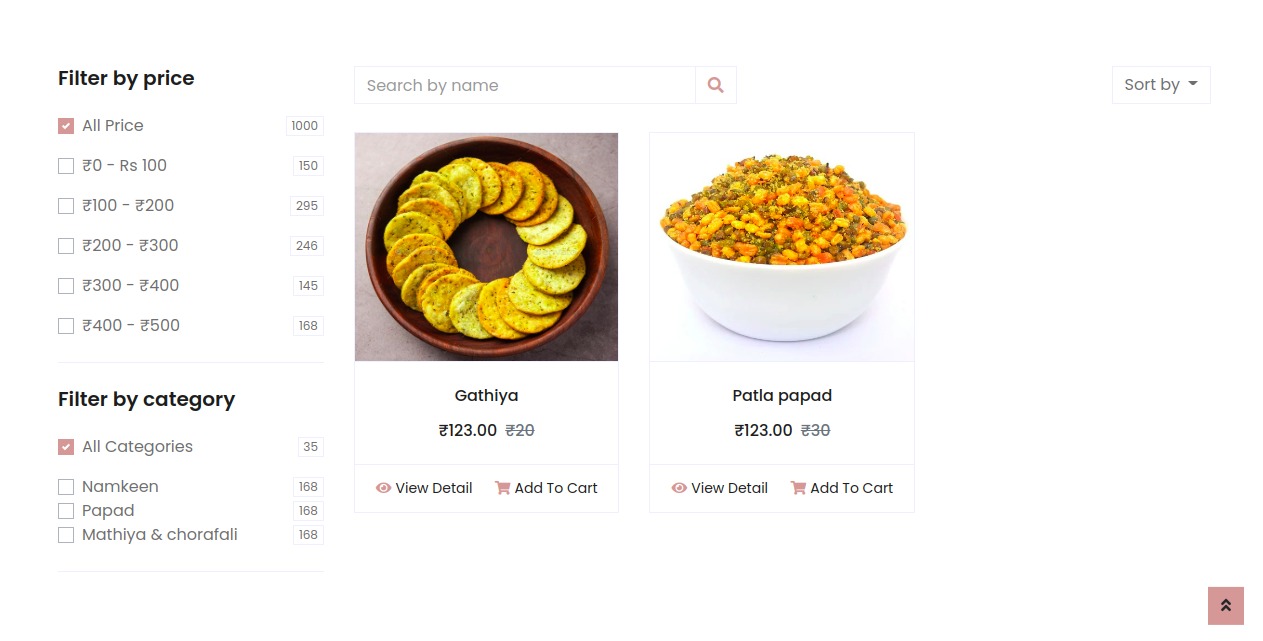 Filter by price
All Price 1000
₹0 - Rs 100 150
₹100 - ₹200 295
₹200 - ₹300 246
₹300 - ₹400 145
₹400 - ₹500 168
Filter by category
All Categories 35
Namkeen 168
Papad 168
Mathiya & chorafali 168
Search by name
Sort by
Gathiya
₹123.00 ₹20
View Detail Add To Cart
Patla papad
₹123.00 ₹30
View Detail Add To Cart